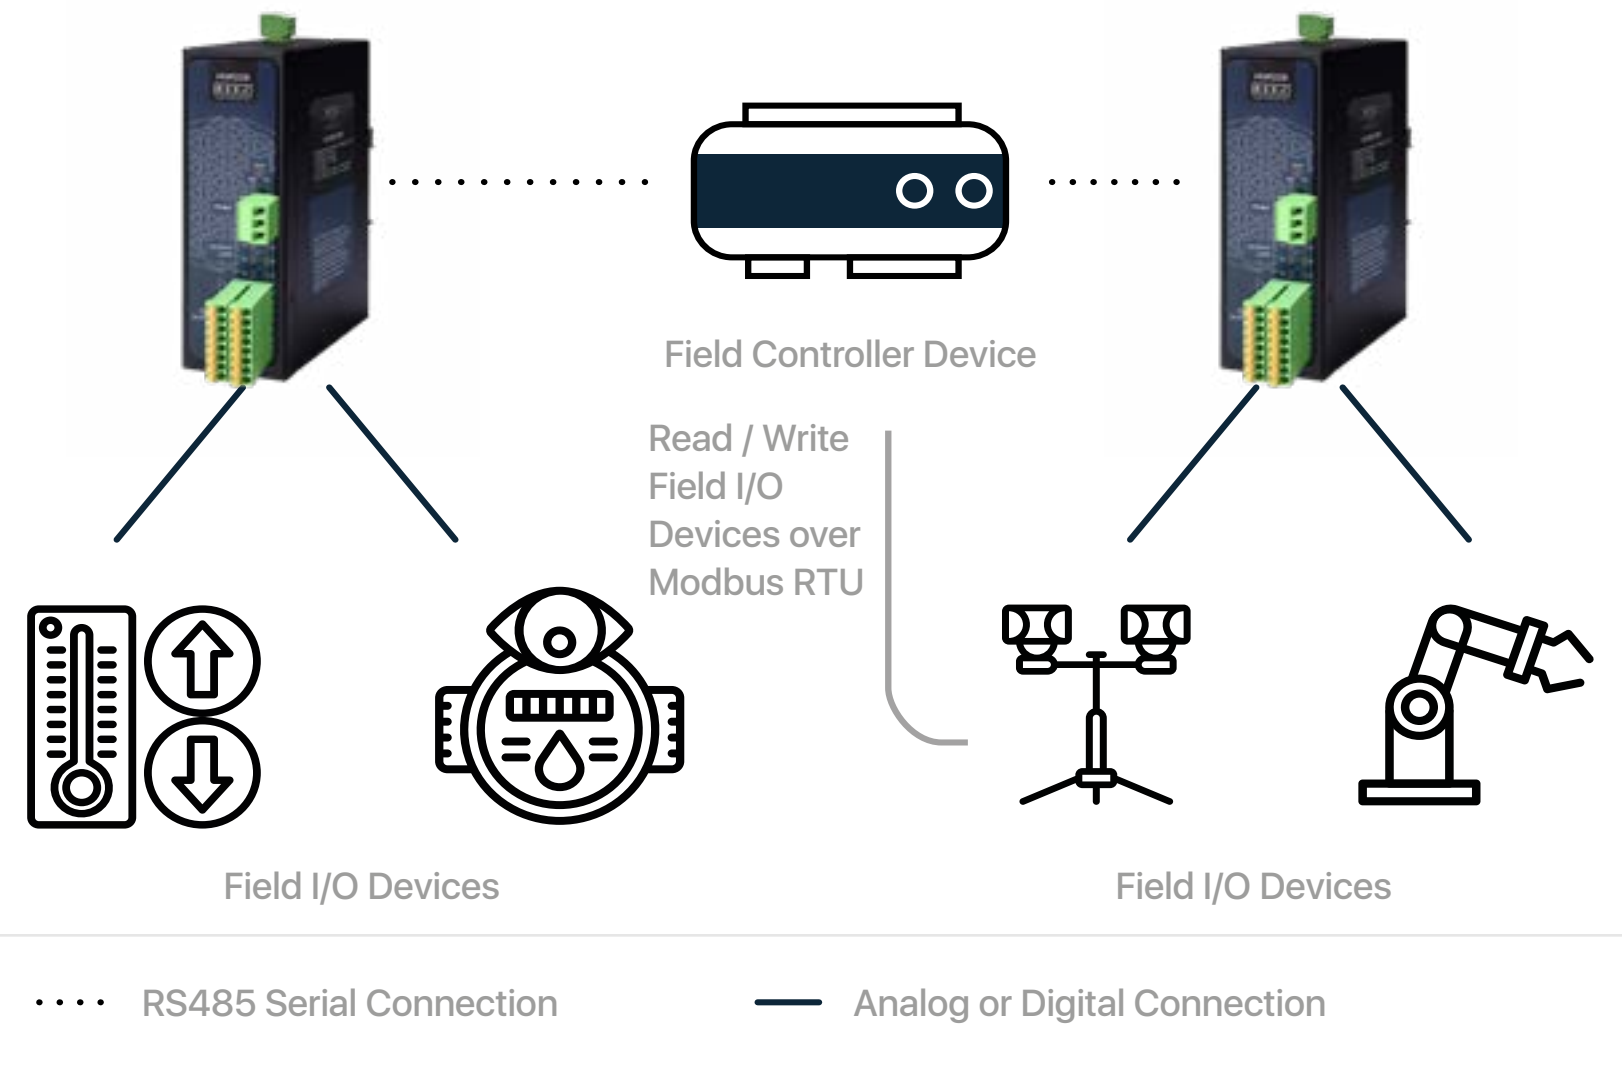 Field Controller Device
Read / Write
Field I/O
Devices over
Modbus RTU
Field I/O Devices
Field I/O Devices
RS485 Serial Connection
Analog or Digital Connection